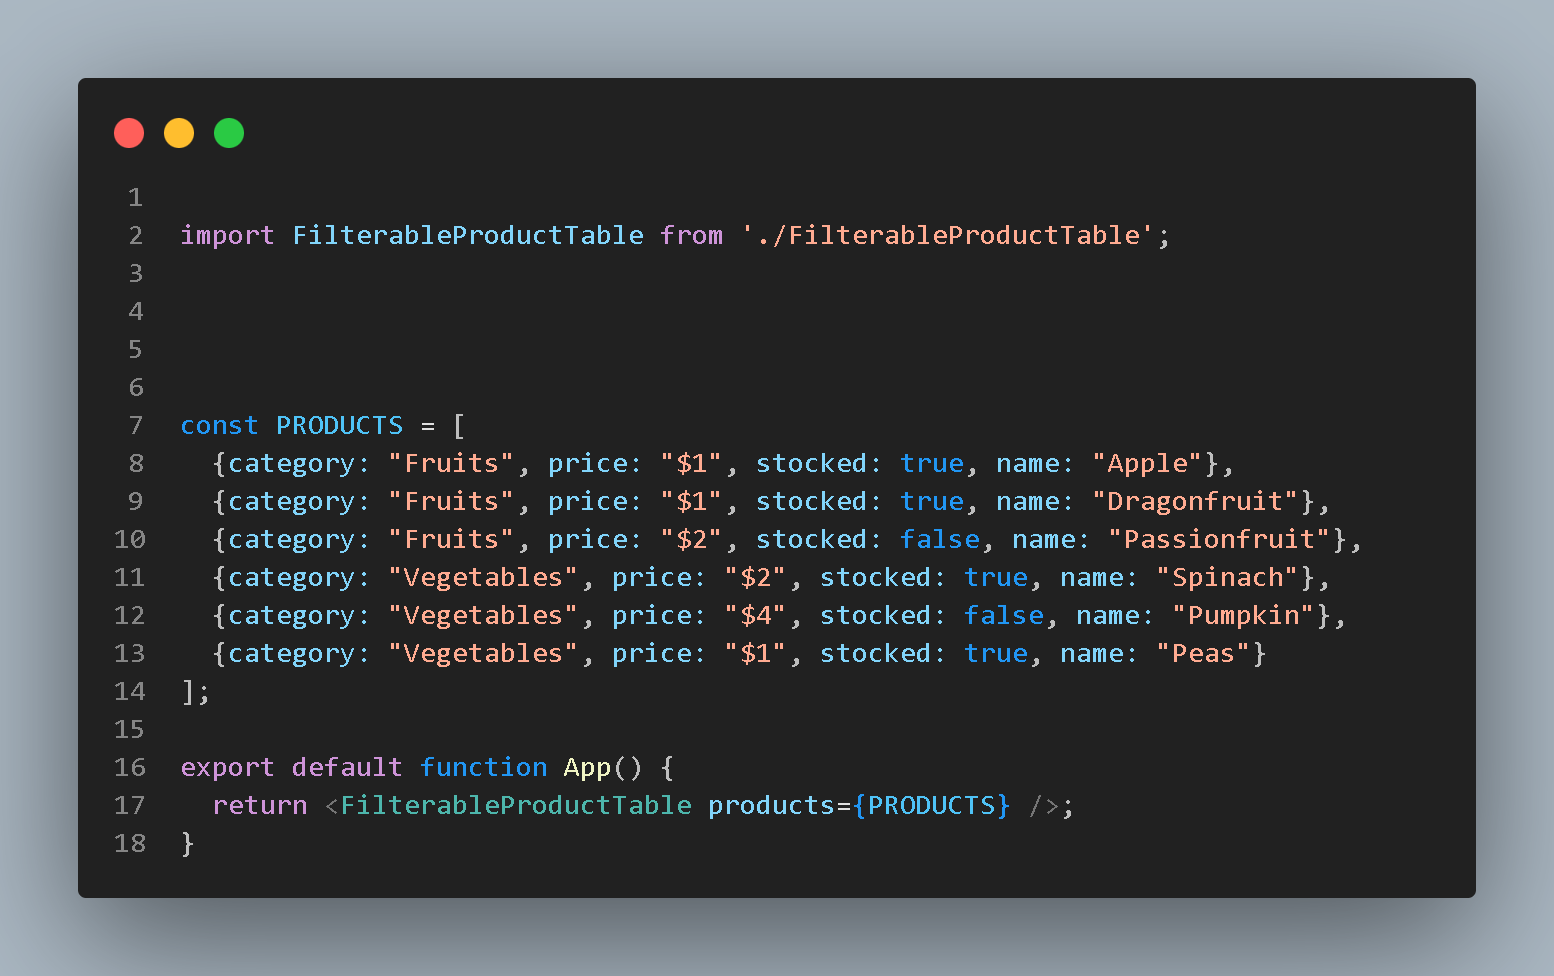 1
2 import FilterableProductTable from './FilterableProductTable';
3
4
5
6
7 const PRODUCTS = [
8   {category: "Fruits", price: "$1", stocked: true, name: "Apple"},
9   {category: "Fruits", price: "$1", stocked: true, name: "Dragonfruit"},
10   {category: "Fruits", price: "$2", stocked: false, name: "Passionfruit"},
11   {category: "Vegetables", price: "$2", stocked: true, name: "Spinach"},
12   {category: "Vegetables", price: "$4", stocked: false, name: "Pumpkin"},
13   {category: "Vegetables", price: "$1", stocked: true, name: "Peas"}
14 ];
15
16 export default function App() {
17   return <FilterableProductTable products={PRODUCTS} />;
18 }